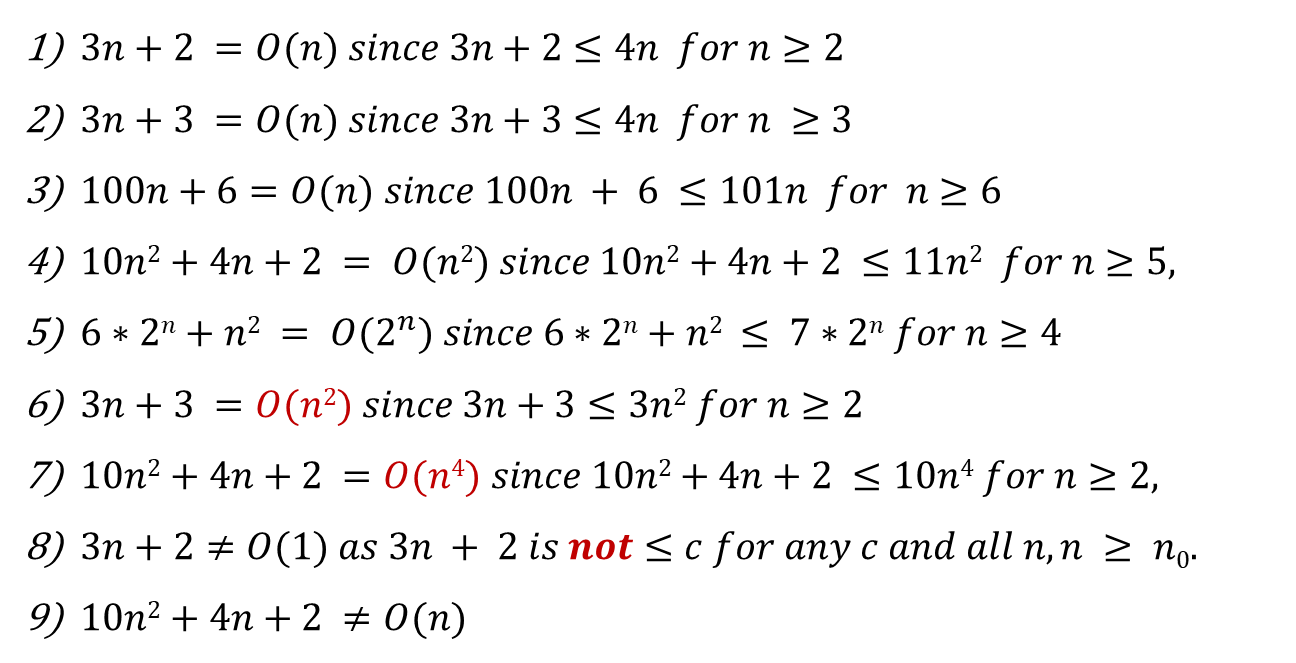 1) 3n + 2 = O(n) since 3n + 2 ≤ 4n for n ≥ 2
2) 3n + 3 = O(n) since 3n + 3 ≤ 4n for n ≥ 3
3) 100n + 6 = O(n) since 100n + 6 ≤ 101n for n ≥ 6
4) 10n² + 4n + 2 = O(n²) since 10n² + 4n + 2 ≤ 11n² for n ≥ 5,
5) 6 ∗ 2ⁿ + n² = O(2ⁿ) since 6 ∗ 2ⁿ + n² ≤ 7 ∗ 2ⁿ for n ≥ 4
6) 3n + 3 = O(n²) since 3n + 3 ≤ 3n² for n ≥ 2
7) 10n² + 4n + 2 = O(n⁴) since 10n² + 4n + 2 ≤ 10n⁴ for n ≥ 2,
8) 3n + 2 ≠ O(1) as 3n + 2 is not ≤ c for any c and all n, n ≥ n₀.
9) 10n² + 4n + 2 ≠ O(n)